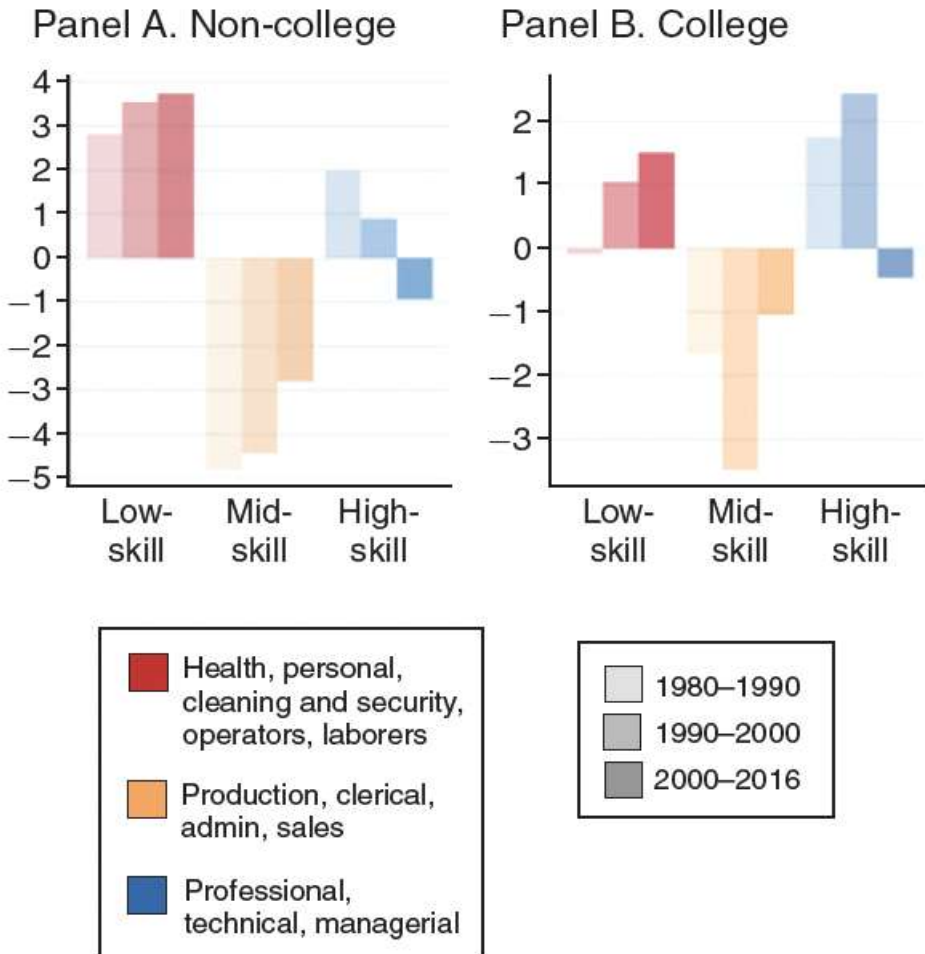 Panel A. Non-college
4
3
2
1
0
−1
−2
−3
−4
−5
Low-
skill
Mid-
skill
High-
skill
Panel B. College
2
1
0
−1
−2
−3
Low-
skill
Mid-
skill
High-
skill
Health, personal,
cleaning and security,
operators, laborers
Production, clerical,
admin, sales
Professional,
technical, managerial
1980–1990
1990–2000
2000–2016